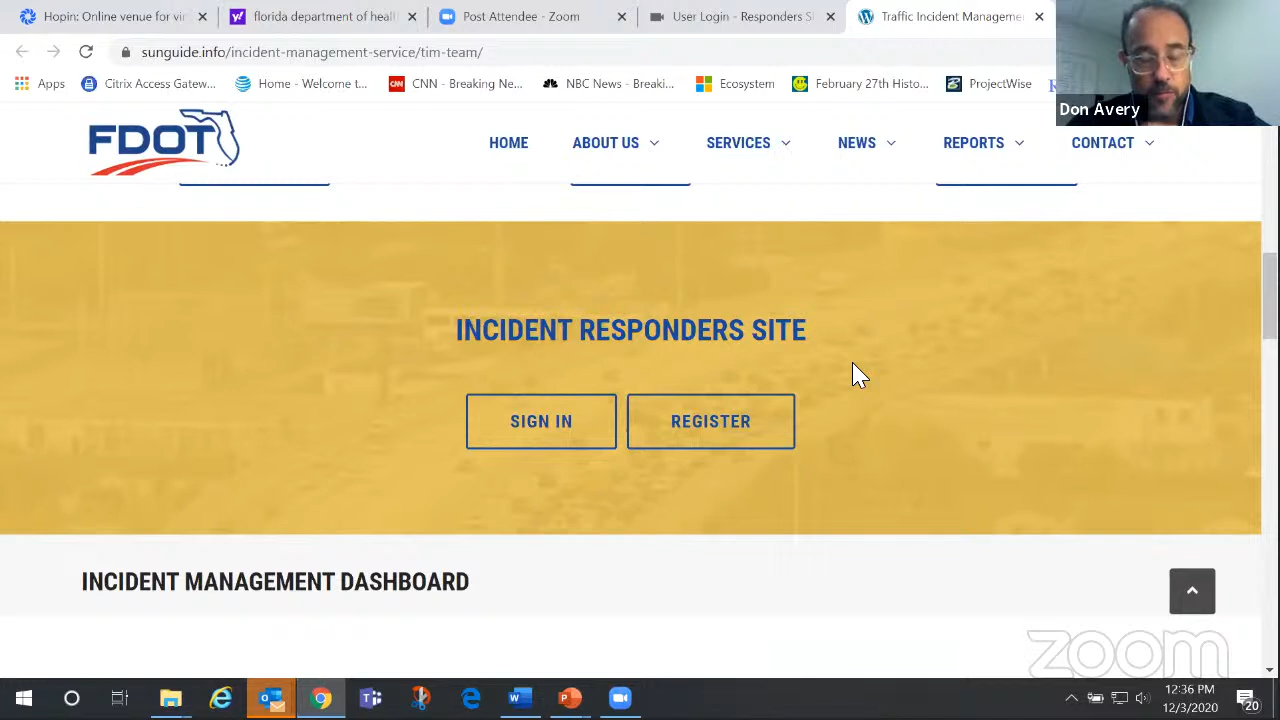 Hopin: Online venue for vir
florida department of healt
Post Attendee - Zoom
User Login - Responders Si
Traffic Incident Manageme
sunguide.info/incident-management-service/tim-team/
Apps
Citrix Access Gatew...
Home - Welcome t...
CNN - Breaking Ne...
NBC News - Breaki...
Ecosystem
February 27th Histo...
ProjectWise
Don Avery
FDOT
HOME
ABOUT US
SERVICES
NEWS
REPORTS
CONTACT
INCIDENT RESPONDERS SITE
SIGN IN
REGISTER
INCIDENT MANAGEMENT DASHBOARD
zoom
12:36 PM
12/3/2020
20